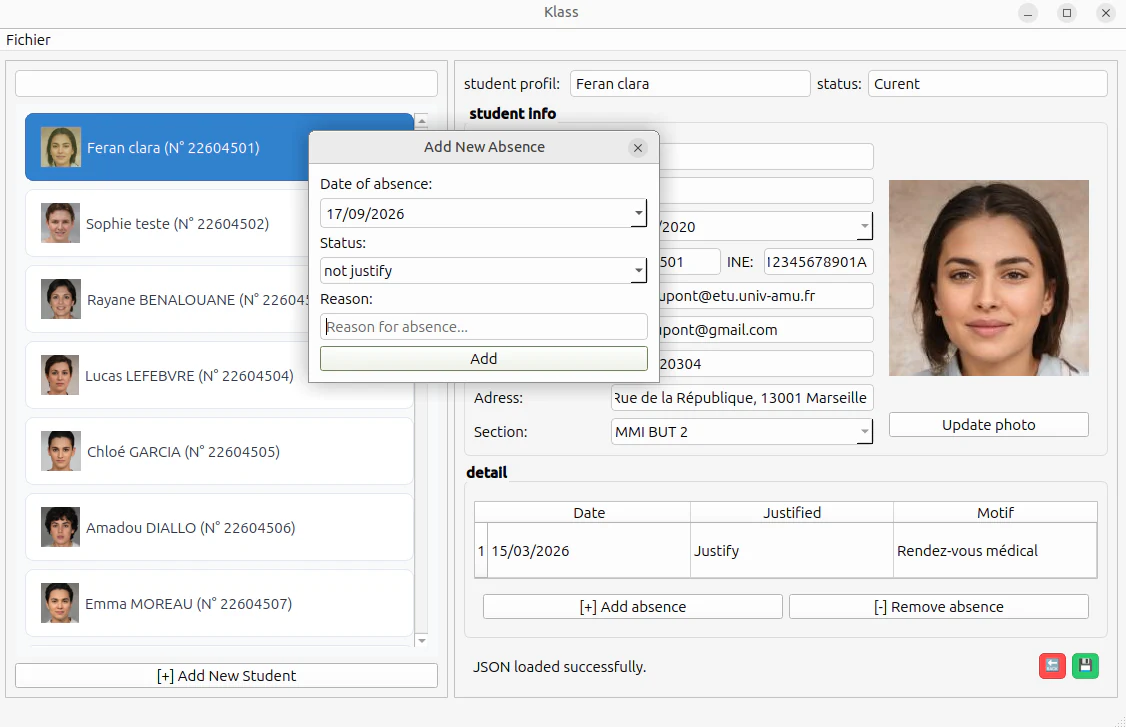 Klass
Fichier
student profil: Feran clara status: Curent
student info
Feran clara (N° 22604501)
Sophie teste (N° 22604502)
Rayane BENALOUANE (N° 22604
Lucas LEFEBVRE (N° 22604504)
Chloé GARCIA (N° 22604505)
Amadou DIALLO (N° 22604506)
Emma MOREAU (N° 22604507)
[+] Add New Student
Add New Absence
Date of absence:
17/09/2026
Status:
not justify
Reason:
Reason for absence...
Add
/2020
501 INE: 12345678901A
upont@etu.univ-amu.fr
upont@gmail.com
20304
Adress: Rue de la République, 13001 Marseille
Section: MMI BUT 2
Update photo
detail
Date Justified Motif
1 15/03/2026 Justify Rendez-vous médical
[+] Add absence [-] Remove absence
JSON loaded successfully.